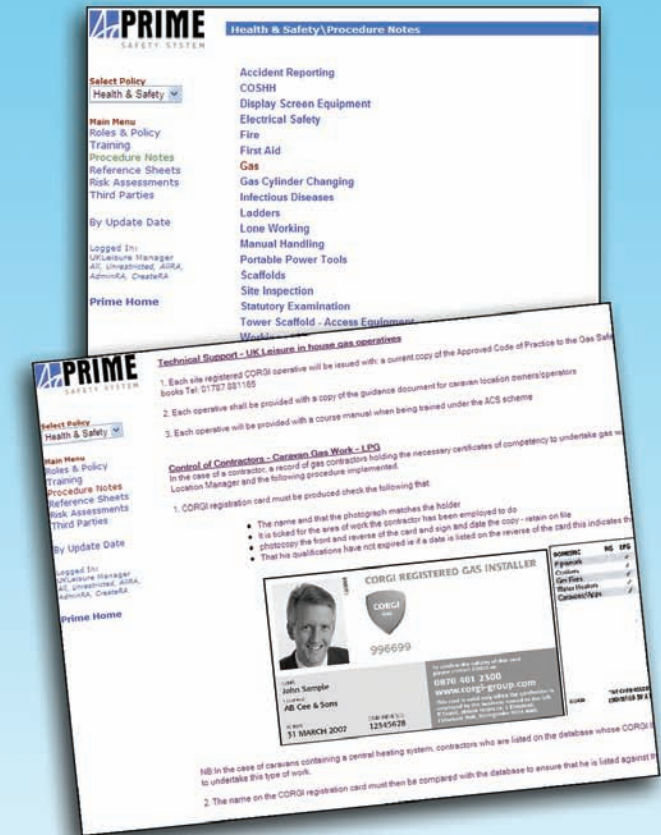 PRIME
SAFETY SYSTEM
Health & Safety\Procedure Notes
Select Policy
Health & Safety
Main Menu
Roles & Policy
Training
Procedure Notes
Reference Sheets
Risk Assessments
Third Parties
By Update Date
Logged In:
UKLeisure Manager
All, Unrestricted, AllRA,
AdminRA, CreateRA
Prime Home
Accident Reporting
COSHH
Display Screen Equipment
Electrical Safety
Fire
First Aid
Gas
Gas Cylinder Changing
Infectious Diseases
Ladders
Lone Working
Manual Handling
Portable Power Tools
Scaffolds
Site Inspection
Statutory Examination
Tower Scaffold - Access Equipment
PRIME
SAFETY SYSTEM
Select Policy
Health & Safety
Main Menu
Roles & Policy
Training
Procedure Notes
Reference Sheets
Risk Assessments
Third Parties
By Update Date
Logged In:
UKLeisure Manager
All, Unrestricted, AllRA,
AdminRA, CreateRA
Prime Home
Technical Support - UK Leisure in house gas operatives
1. Each site registered CORGI operative will be issued with: a current copy of the Approved Code of Practice to the Gas Safe
books Tel: 01787 881165
2. Each operative shall be provided with a copy of the guidance document for caravan location owners/operators
3. Each operative will be provided with a course manual when being trained under the ACS scheme
Control of Contractors - Caravan Gas Work - LPG
In the case of a contractor, a record of gas contractors holding the necessary certificates of competency to undertake gas
Location Manager and the following procedure implemented.
1. CORGI registration card must be produced check the following that
The name and that the photograph matches the holder
It is ticked for the area of work the contractor has been employed to do
photocopy the front and reverse of the card and sign and date the copy - retain on file
That his qualifications have not expired ie if a date is listed on the reverse of the card this indicates
CORGI REGISTERED GAS INSTALLER
CORGI
996699
John Sample
AB Cee & Sons
31 MARCH 2007
12345628
To confirm the validity of this card
please contact CORGI on
0870 401 2300
www.corgi-group.com
DOMESTIC NG LPG
Pipework
Cookers
Gas Fires
Water Heaters
NB:In the case of caravans containing a central heating system, contractors who are listed on the database whose CORGI
to undertake this type of work.
2. The name on the CORGI registration card must then be compared with the database to ensure that he is listed against